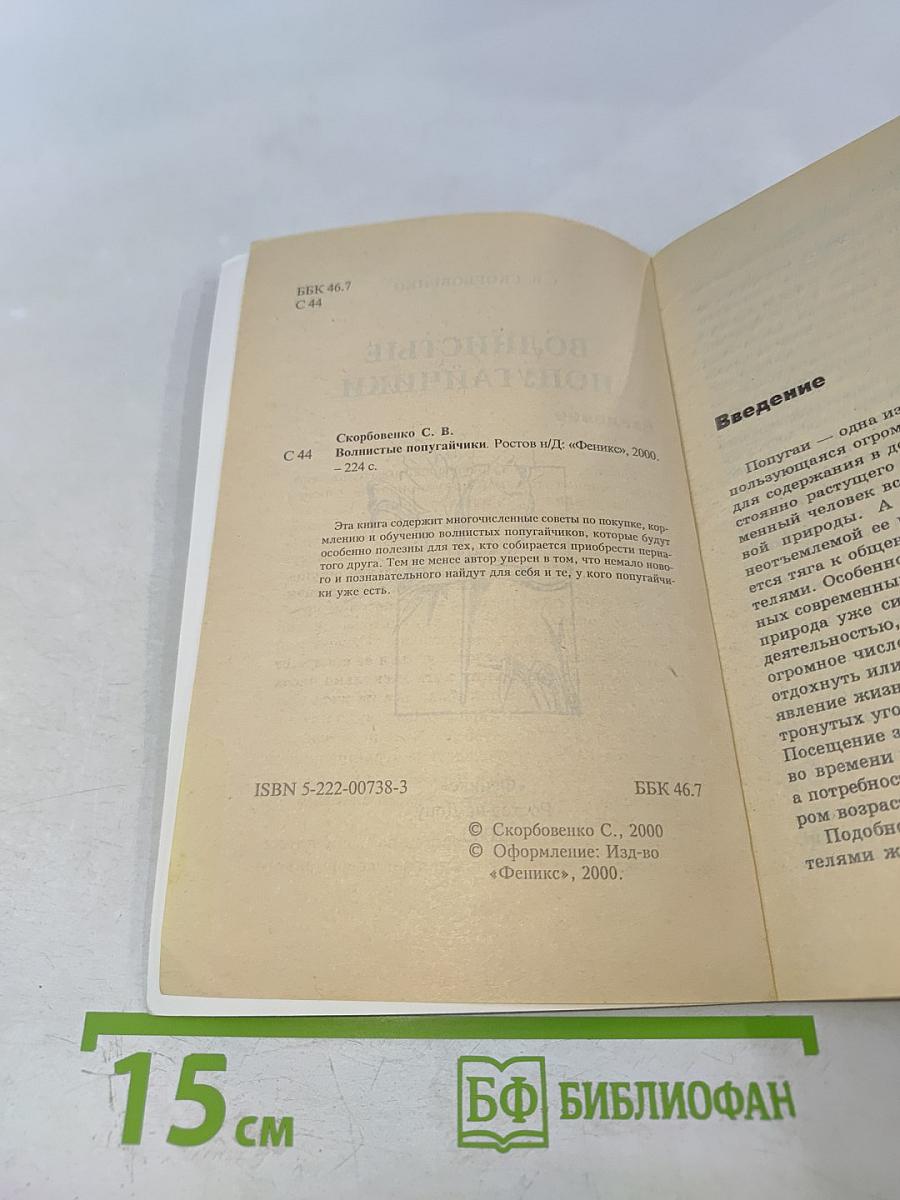 ББК 46.7
С 44
ВОЛНИСТЫЕ
ПОПУГАЙЧИКИ
Скорбовенко С. В.
С 44 Волнистые попугайчики. Ростов н/Д: «Феникс», 2000.
– 224 с.
Эта книга содержит многочисленные советы по покупке, кор-
млению и обучению волнистых попугайчиков, которые будут
особенно полезны для тех, кто собирается приобрести перна-
того друга. Тем не менее автор уверен в том, что немало ново-
го и познавательного найдут для себя и те, у кого попугайчи-
ки уже есть.
ISBN 5-222-00738-3 ББК 46.7
© Скорбовенко С., 2000
© Оформление: Изд-во
«Феникс», 2000.
Введение
Попугаи — одна из
пользующаяся огром
для содержания в до
стоянно растущего
менный человек вс
вой природы. А
неотъемлемой ее
ется тяга к общен
телями. Особенно
ных современны
природа уже си
деятельностью,
огромное числ
отдохнуть или
явление жизн
тронутых уго
Посещение з
во времени
а потребнос
ром возраст
Подобно
телями ж
15 см
БФ БИБЛИОФАН